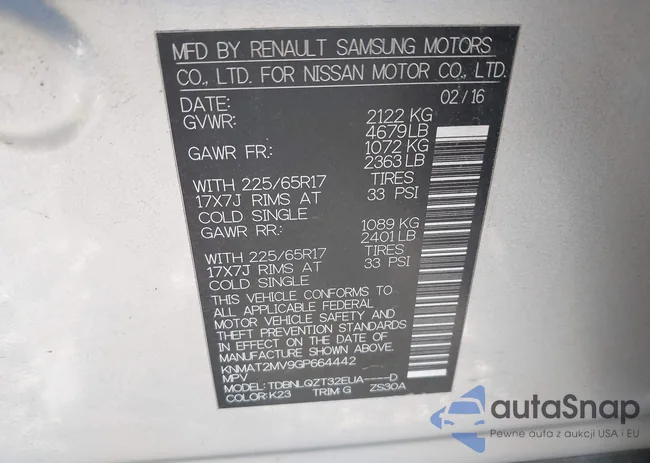 MFD BY RENAULT SAMSUNG MOTORS
CO., LTD. FOR NISSAN MOTOR CO., LTD.
DATE: 02/16
GVWR: 2122 KG
4679 LB
GAWR FR: 1072 KG
2363 LB
WITH 225/65R17 TIRES
17X7J RIMS AT 33 PSI
COLD SINGLE
GAWR RR: 1089 KG
2401 LB
WITH 225/65R17 TIRES
17X7J RIMS AT 33 PSI
COLD SINGLE
THIS VEHICLE CONFORMS TO
ALL APPLICABLE FEDERAL
MOTOR VEHICLE SAFETY AND
THEFT PREVENTION STANDARDS
IN EFFECT ON THE DATE OF
MANUFACTURE SHOWN ABOVE.
KNMAT2MV9GP664442
MPV
MODEL: TDBNLQZT32EUA----D
COLOR: K23 TRIM G ZS30A
autaSnap
Pewne auta z aukcji USA i EU